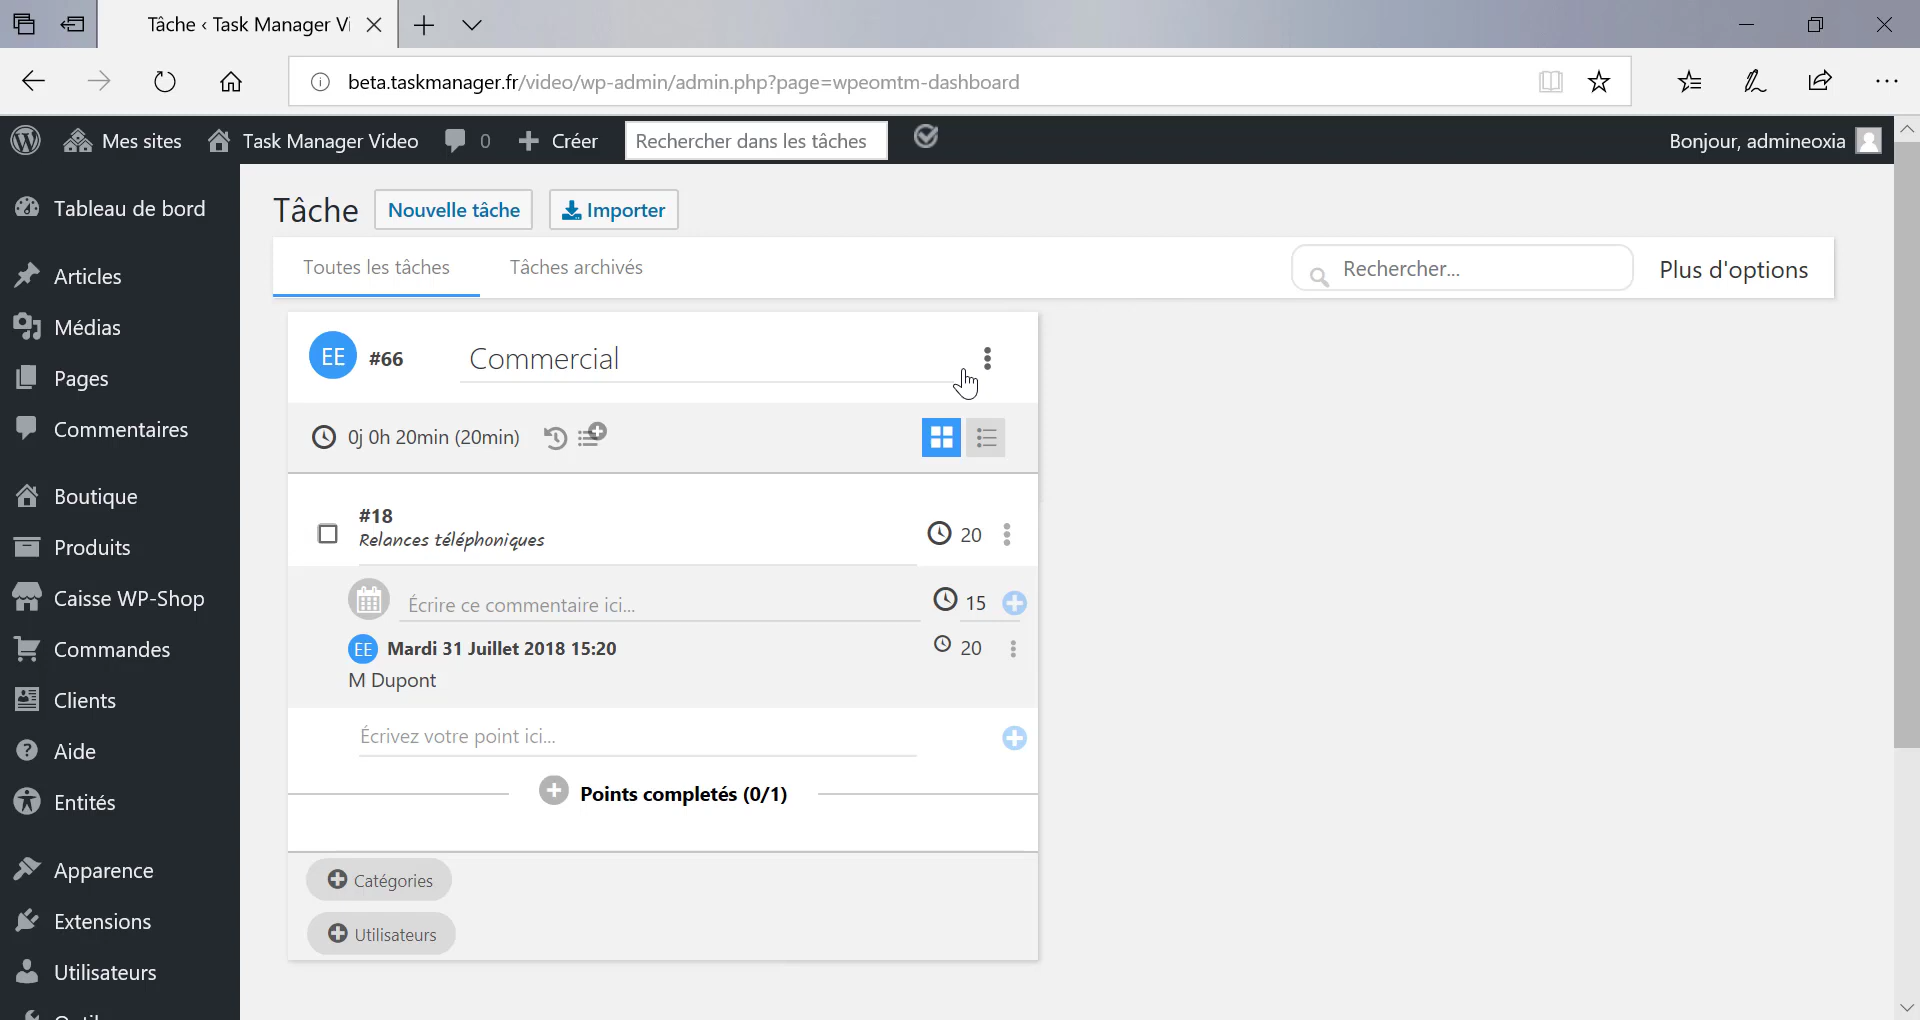 Tâche ‹ Task Manager Vi
beta.taskmanager.fr/video/wp-admin/admin.php?page=wpeomtm-dashboard
Mes sites
Task Manager Video
0
Créer
Rechercher dans les tâches
Bonjour, admineoxia
Tableau de bord
Articles
Médias
Pages
Commentaires
Boutique
Produits
Caisse WP-Shop
Commandes
Clients
Aide
Entités
Apparence
Extensions
Utilisateurs
Tâche
Nouvelle tâche
Importer
Toutes les tâches
Tâches archivés
Rechercher...
Plus d'options
EE
#66
Commercial
0j 0h 20min (20min)
#18
Relances téléphoniques
20
Écrire ce commentaire ici...
15
EE
Mardi 31 Juillet 2018 15:20
20
M Dupont
Écrivez votre point ici...
Points completés (0/1)
Catégories
Utilisateurs